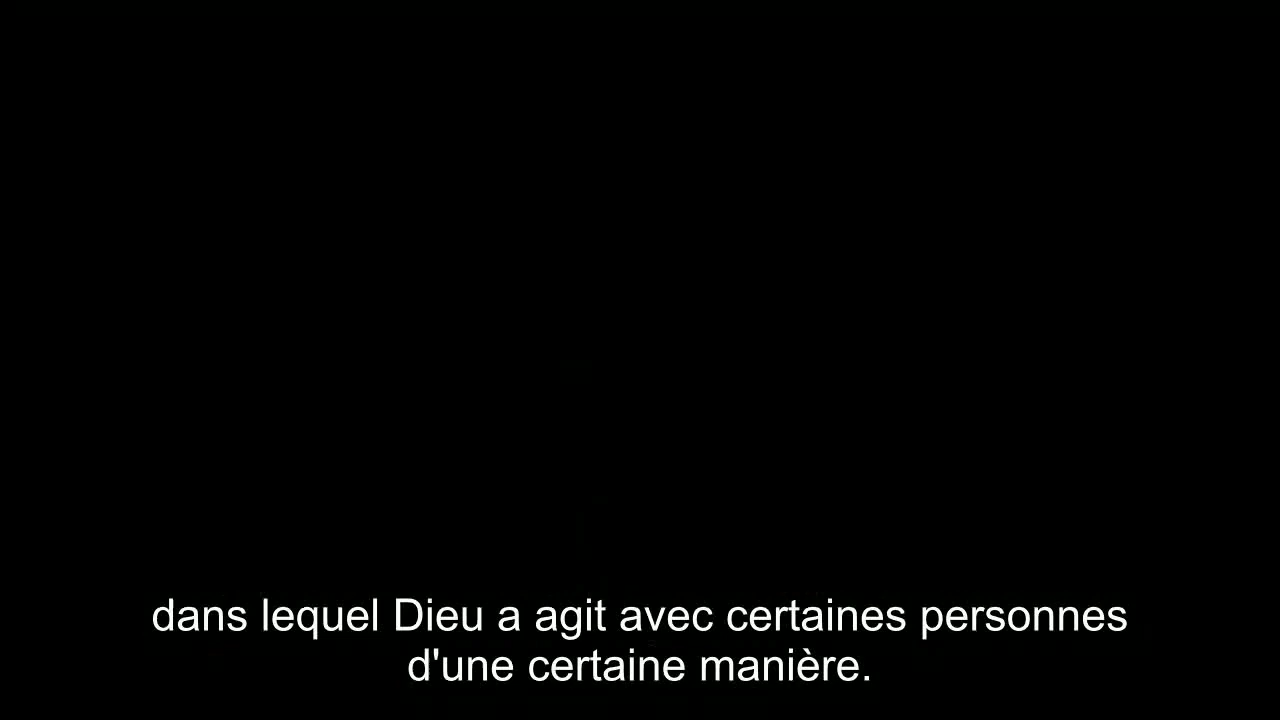 dans lequel Dieu a agit avec certaines personnes
d'une certaine manière.